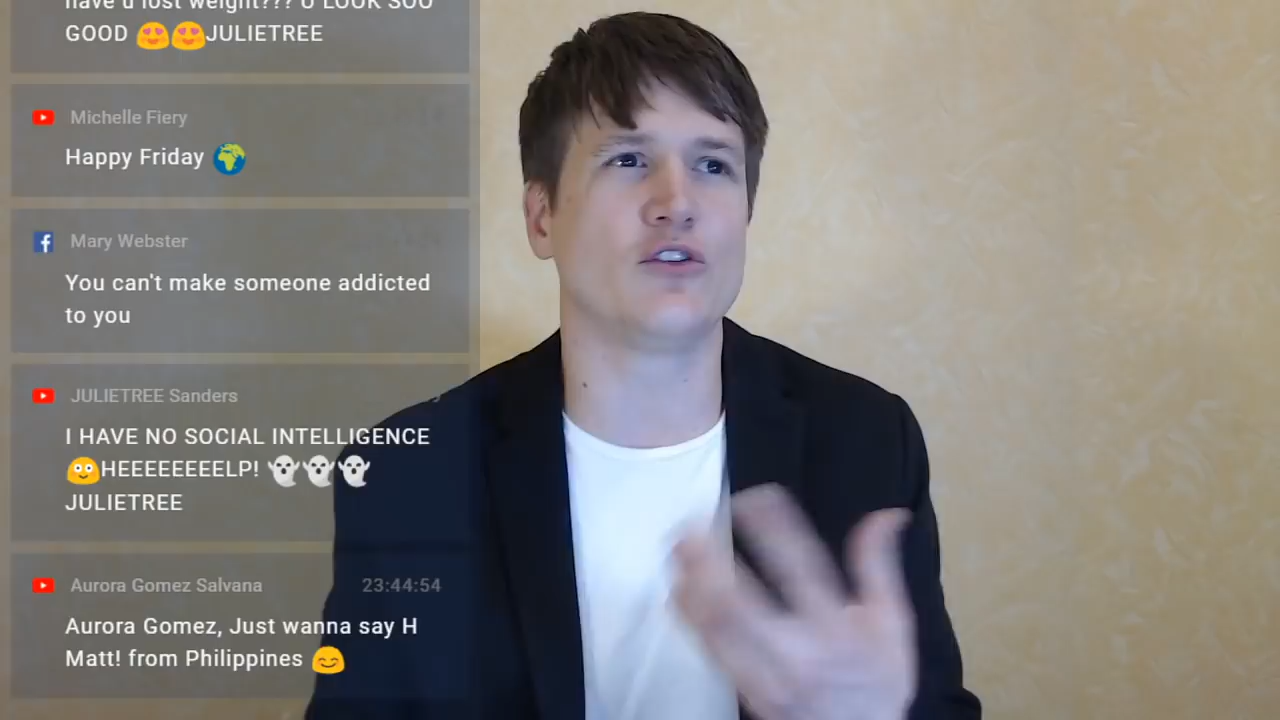 have u lost weight??? U LOOK SOO
GOOD 😍😍JULIETREE
Michelle Fiery
Happy Friday 🌍
Mary Webster
You can't make someone addicted
to you
JULIETREE Sanders
I HAVE NO SOCIAL INTELLIGENCE
😳HEEEEEEEELP! 👻👻👻
JULIETREE
Aurora Gomez Salvana 23:44:54
Aurora Gomez, Just wanna say H
Matt! from Philippines 😊